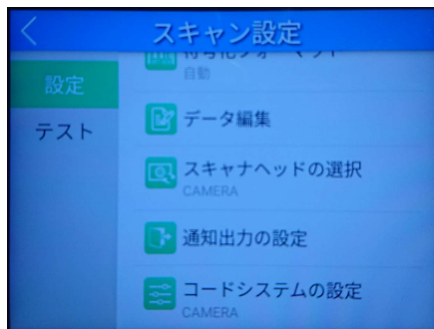 スキャン設定
設定
テスト
自動
データ編集
スキャナヘッドの選択
CAMERA
通知出力の設定
コードシステムの設定
CAMERA